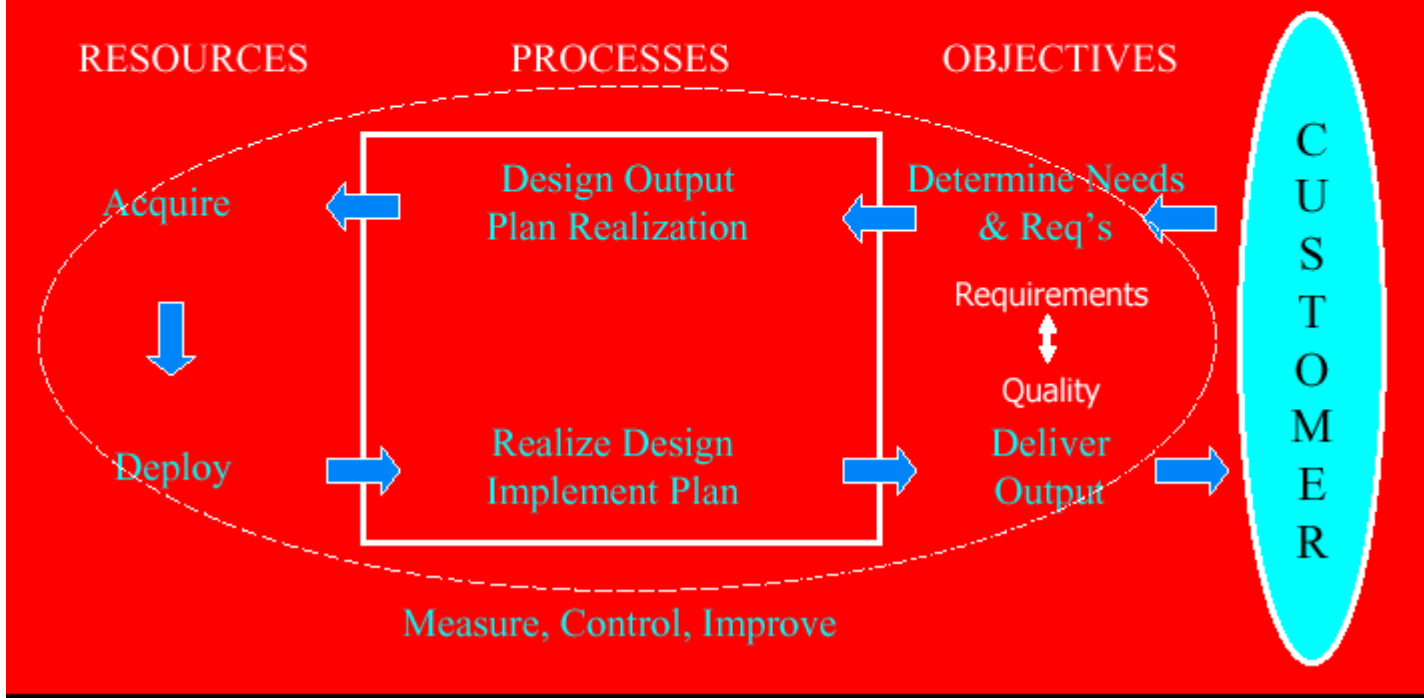 RESOURCES
PROCESSES
OBJECTIVES
Acquire
Design Output
Plan Realization
Determine Needs
& Req's
Requirements
Quality
Deploy
Realize Design
Implement Plan
Deliver
Output
Measure, Control, Improve
C
U
S
T
O
M
E
R